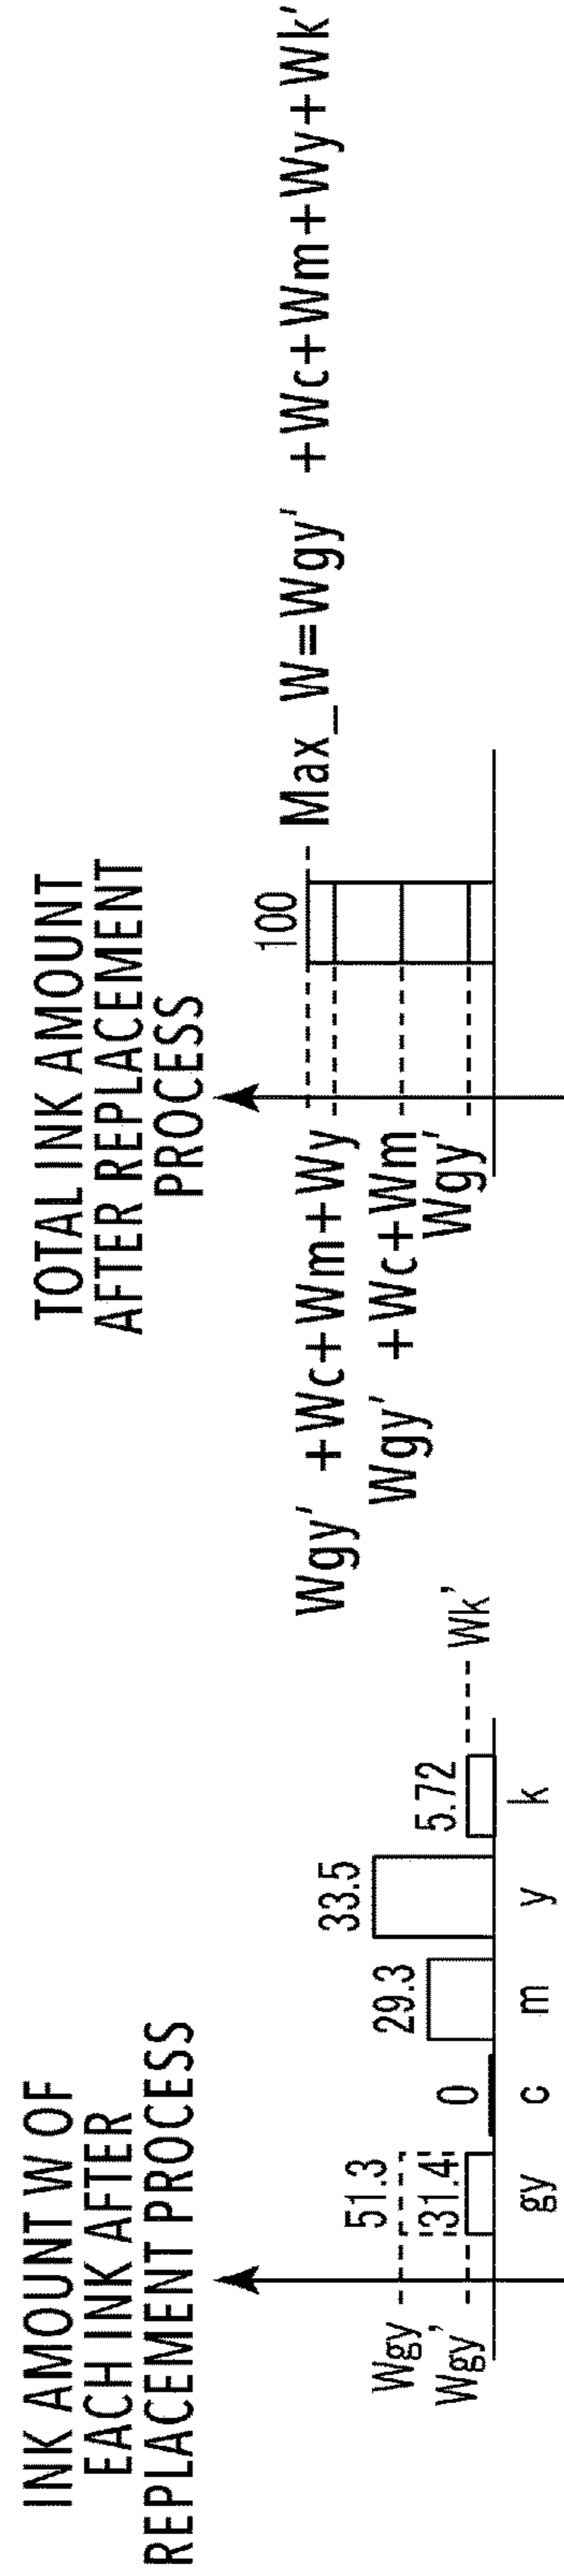 INK AMOUNT W OF
EACH INK AFTER
REPLACEMENT PROCESS
51.3
31.4
0
29.3
33.5
5.72
Wgy
Wgy'
Wk'
gy c m y k
TOTAL INK AMOUNT
AFTER REPLACEMENT
PROCESS
100
Max_W=Wgy' +Wc+Wm+Wy+Wk'
Wgy' +Wc+Wm+Wy
Wgy' +Wc+Wm
Wgy'